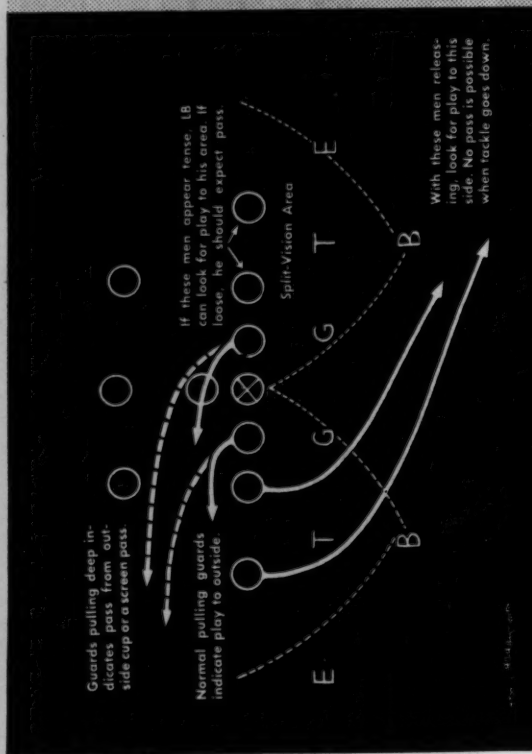 Guards pulling deep in-
dicates pass from out-
side cup or a screen pass.
Normal pulling guards
indicate play to outside.
If these men appear tense, LB
can look for play to his area. If
loose, he should expect pass.
Split-Vision Area
E T G G T E
B B
With these men releas-
ing, look for play to this
side. No pass is possible
when tackle goes down.